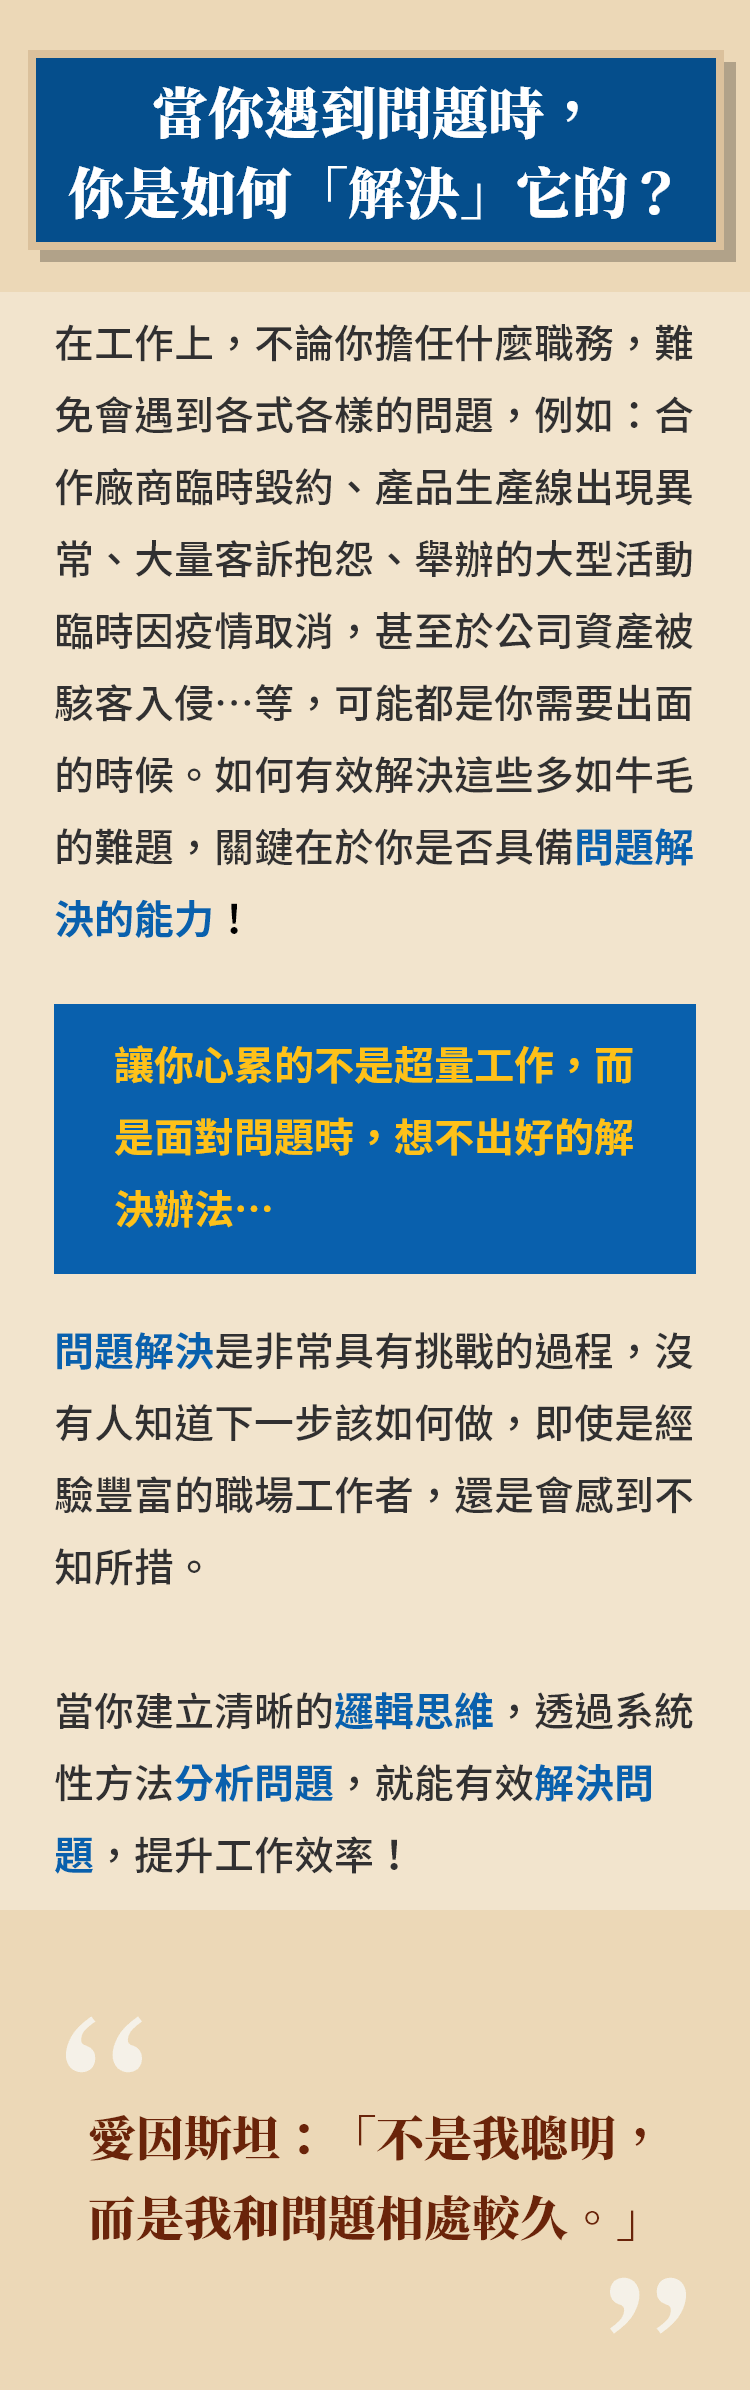 當你遇到問題時，
你是如何「解決」它的？
在工作上，不論你擔任什麼職務，難
免會遇到各式各樣的問題，例如：合
作廠商臨時毀約、產品生產線出現異
常、大量客訴抱怨、舉辦的大型活動
臨時因疫情取消，甚至於公司資產被
駭客入侵⋯等，可能都是你需要出面
的時候。如何有效解決這些多如牛毛
的難題，關鍵在於你是否具備問題解
決的能力！
讓你心累的不是超量工作，而
是面對問題時，想不出好的解
決辦法⋯
問題解決是非常具有挑戰的過程，沒
有人知道下一步該如何做，即使是經
驗豐富的職場工作者，還是會感到不
知所措。
當你建立清晰的邏輯思維，透過系統
性方法分析問題，就能有效解決問
題，提升工作效率！
“
愛因斯坦：「不是我聰明，
而是我和問題相處較久。」
”